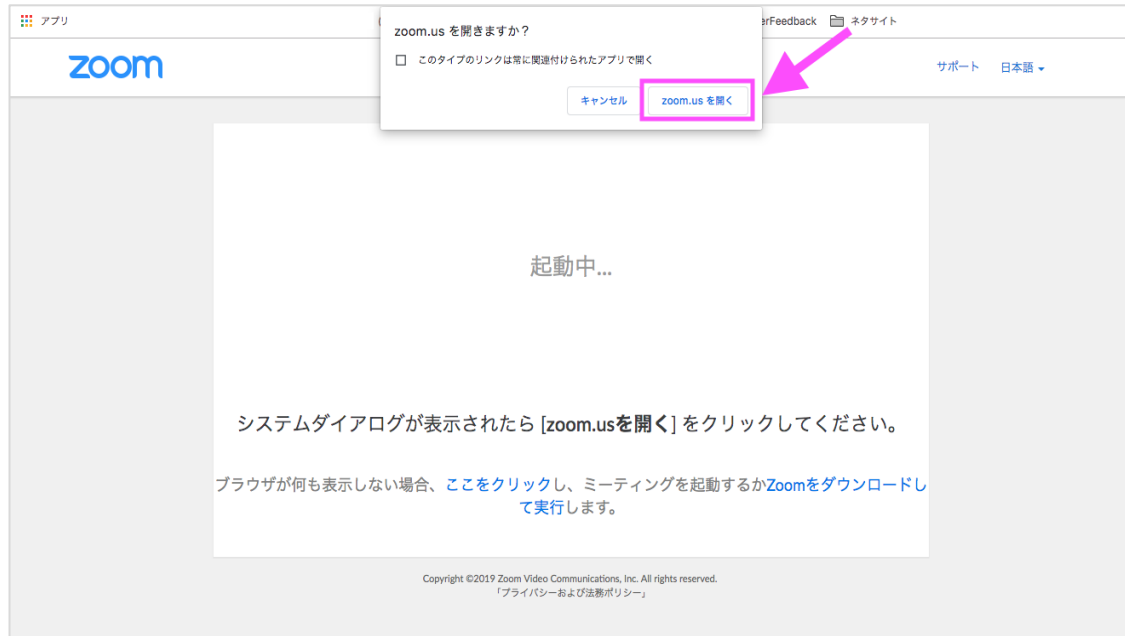 アプリ
erFeedback ネタサイト
zoom.us を開きますか?
このタイプのリンクは常に関連付けられたアプリで開く
キャンセル zoom.us を開く
zoom
サポート 日本語
起動中...
システムダイアログが表示されたら [zoom.usを開く] をクリックしてください。
ブラウザが何も表示しない場合、ここをクリックし、ミーティングを起動するかZoomをダウンロードし
て実行します。
Copyright ©2019 Zoom Video Communications, Inc. All rights reserved.
「プライバシーおよび法務ポリシー」